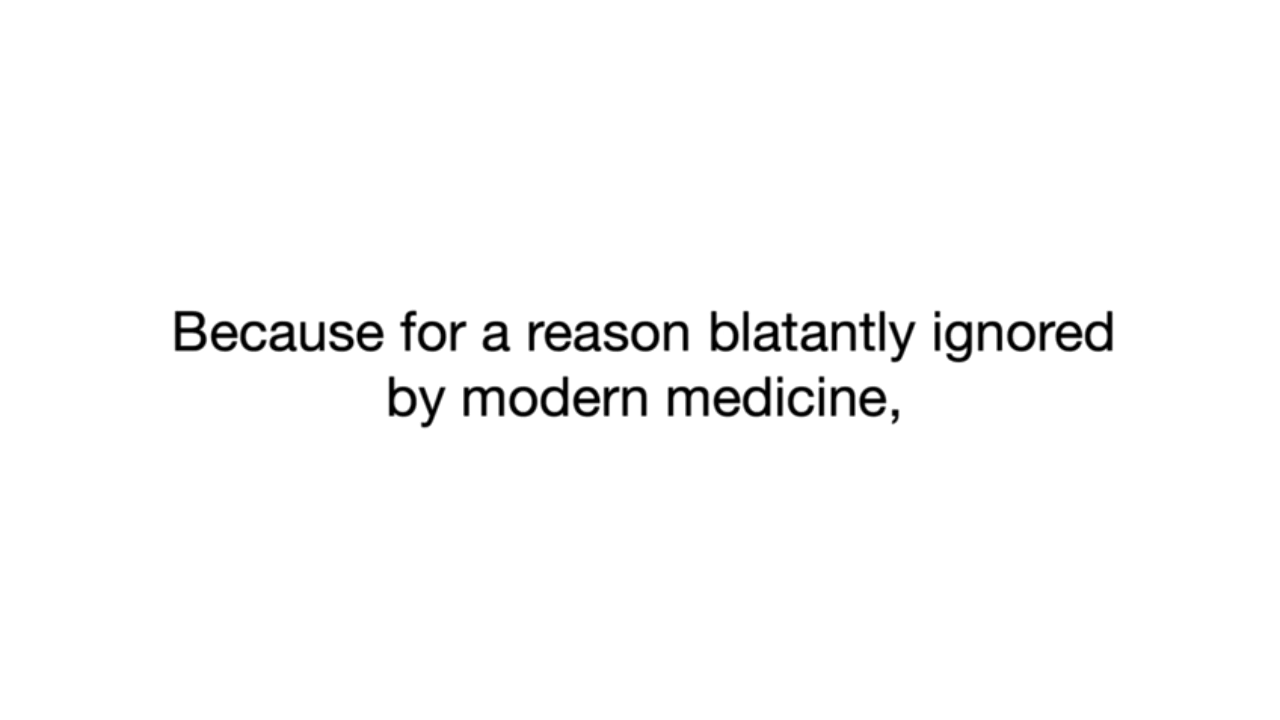 Because for a reason blatantly ignored
by modern medicine,